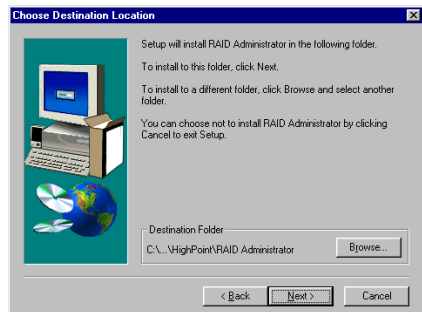 Choose Destination Location
Setup will install RAID Administrator in the following folder.
To install to this folder, click Next.
To install to a different folder, click Browse and select another
folder.
You can choose not to install RAID Administrator by clicking
Cancel to exit Setup.
Destination Folder
C:\...\HighPoint\RAID Administrator
Browse...
< Back
Next >
Cancel